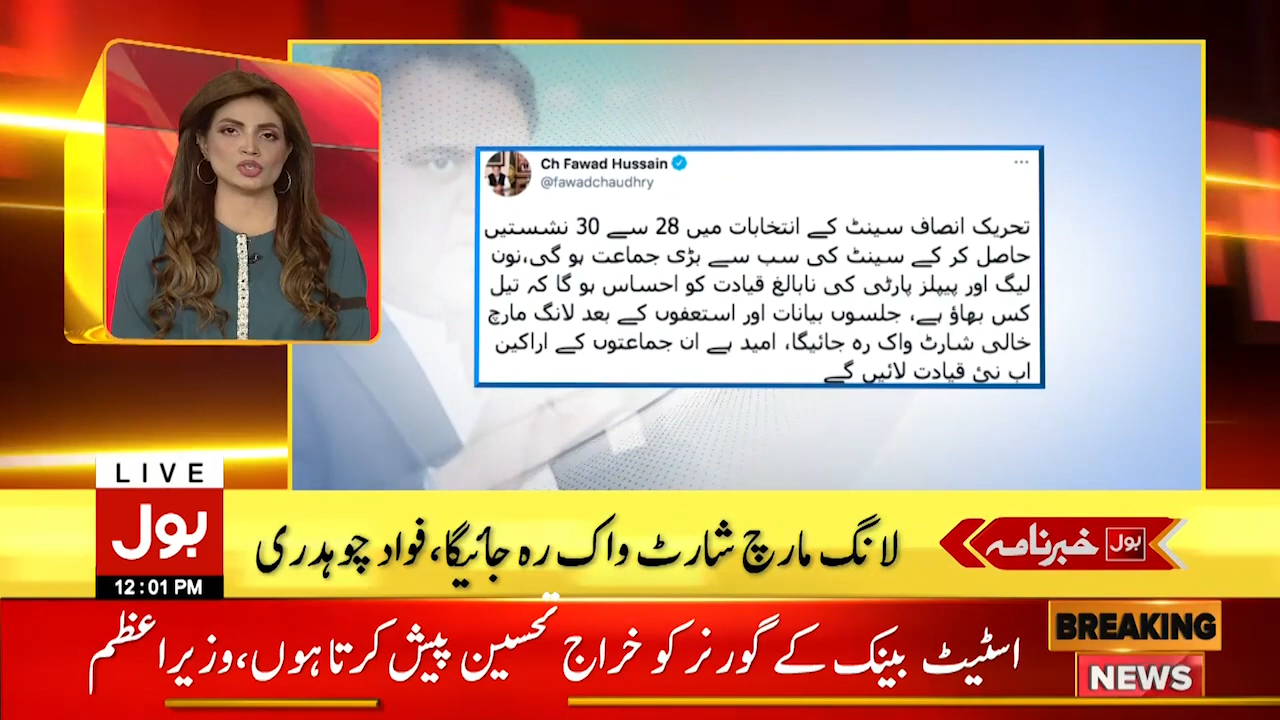 Ch Fawad Hussain
@fawadchaudhry
تحریک انصاف سینٹ کے انتخابات میں 28 سے 30 نشستیں
حاصل کر کے سینٹ کی سب سے بڑی جماعت ہو گی،نون
لیگ اور پیپلز پارٹی کی نابالغ قیادت کو احساس ہو گا کہ تیل
کس بھاؤ ہے، جلسوں بیانات اور استعفوں کے بعد لانگ مارچ
خالی شارٹ واک رہ جائیگا، امید ہے ان جماعتوں کے اراکین
اب نئ قیادت لائیں گے
LIVE
بول
12:01 PM
بول خبرنامہ
لانگ مارچ شارٹ واک رہ جائیگا، فواد چوہدری
BREAKING
NEWS
اسٹیٹ بینک کے گورنر کو خراج تحسین پیش کرتا ہوں، وزیراعظم